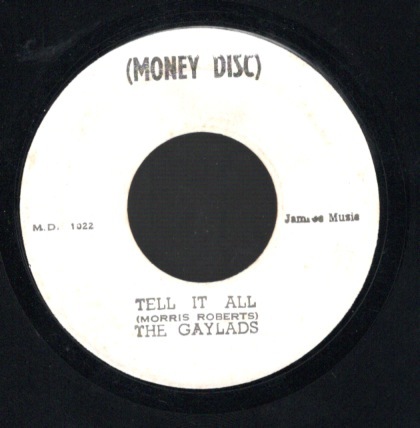 (MONEY DISC)
M.D. 1022
Music
TELL IT ALL
(MORRIS ROBERTS)
THE GAYLADS